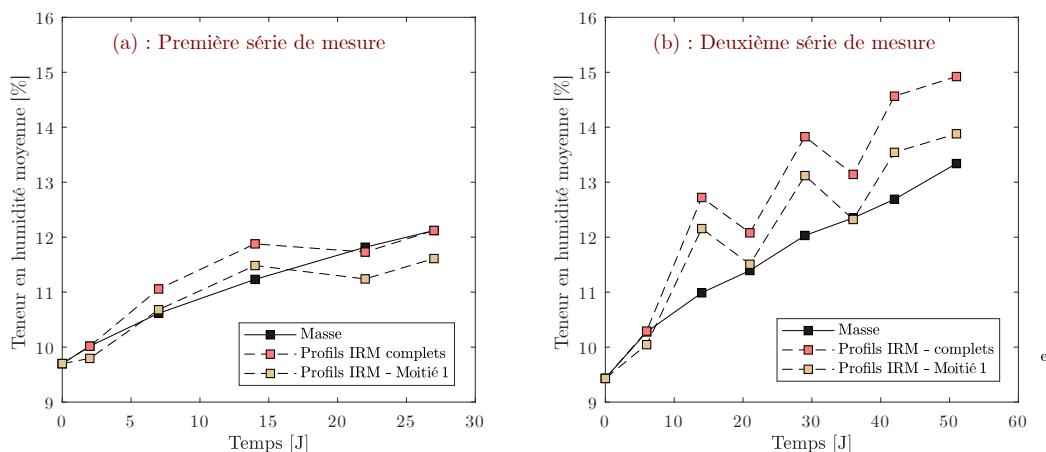 (a) : Première série de mesure
Teneur en humidité moyenne [%]
16
15
14
13
12
11
10
9
0
5
10
15
20
25
30
Temps [J]
Masse
Profils IRM complets
Profils IRM - Moitié 1
(b) : Deuxième série de mesure
Teneur en humidité moyenne [%]
16
15
14
13
12
11
10
9
0
10
20
30
40
50
60
Temps [J]
Masse
Profils IRM - complets
Profils IRM - Moitié 1
e